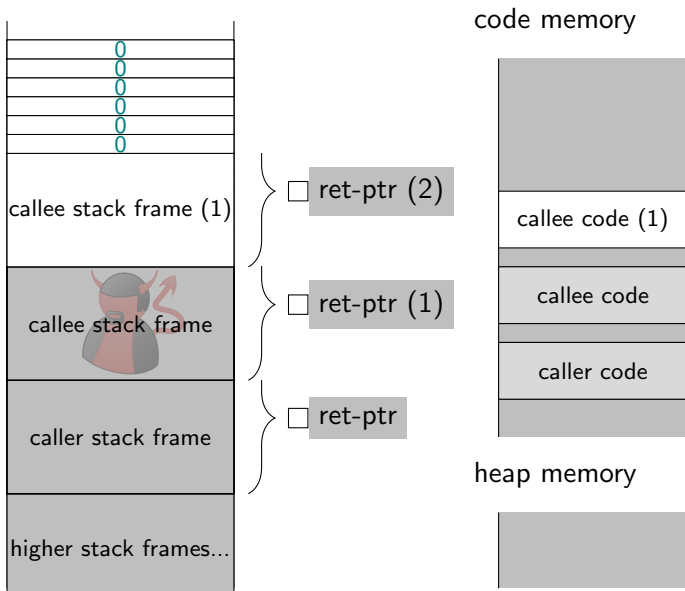 code memory
0
0
0
0
0
0
callee stack frame (1)
ret-ptr (2)
callee code (1)
callee stack frame
ret-ptr (1)
callee code
caller code
caller stack frame
ret-ptr
heap memory
higher stack frames...